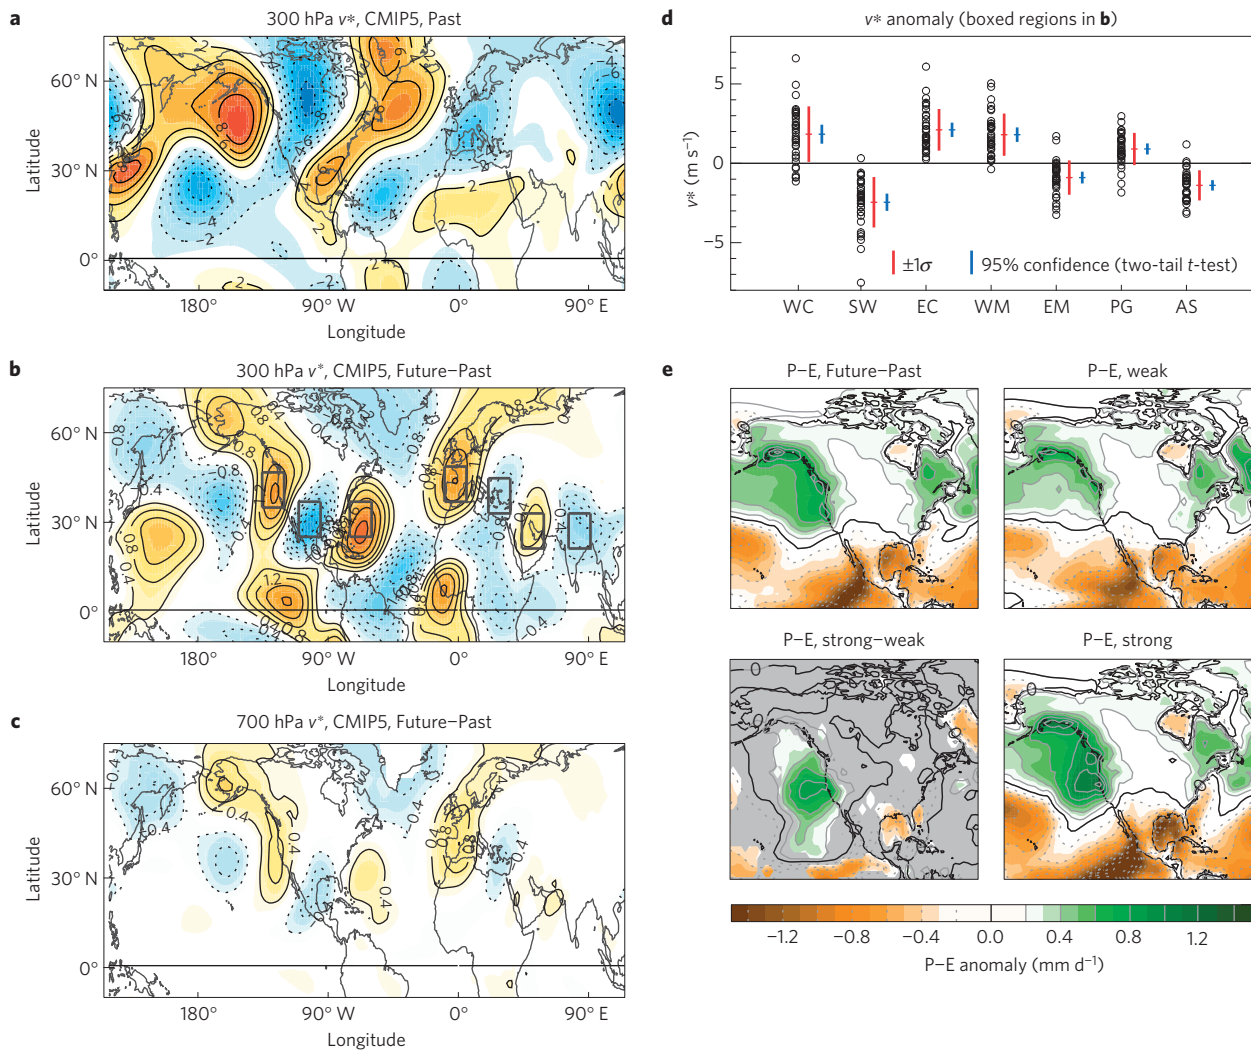 a
300 hPa v*, CMIP5, Past
60° N
30° N
0°
Latitude
180°
90° W
0°
90° E
Longitude
b
300 hPa v*, CMIP5, Future–Past
60° N
30° N
0°
Latitude
180°
90° W
0°
90° E
Longitude
c
700 hPa v*, CMIP5, Future–Past
60° N
30° N
0°
Latitude
180°
90° W
0°
90° E
Longitude
d
v* anomaly (boxed regions in b)
5
0
−5
v* (m s⁻¹)
±1σ
95% confidence (two-tail t-test)
WC SW EC WM EM PG AS
e
P–E, Future–Past
P–E, weak
P–E, strong–weak
P–E, strong
−1.2 −0.8 −0.4 0.0 0.4 0.8 1.2
P–E anomaly (mm d⁻¹)